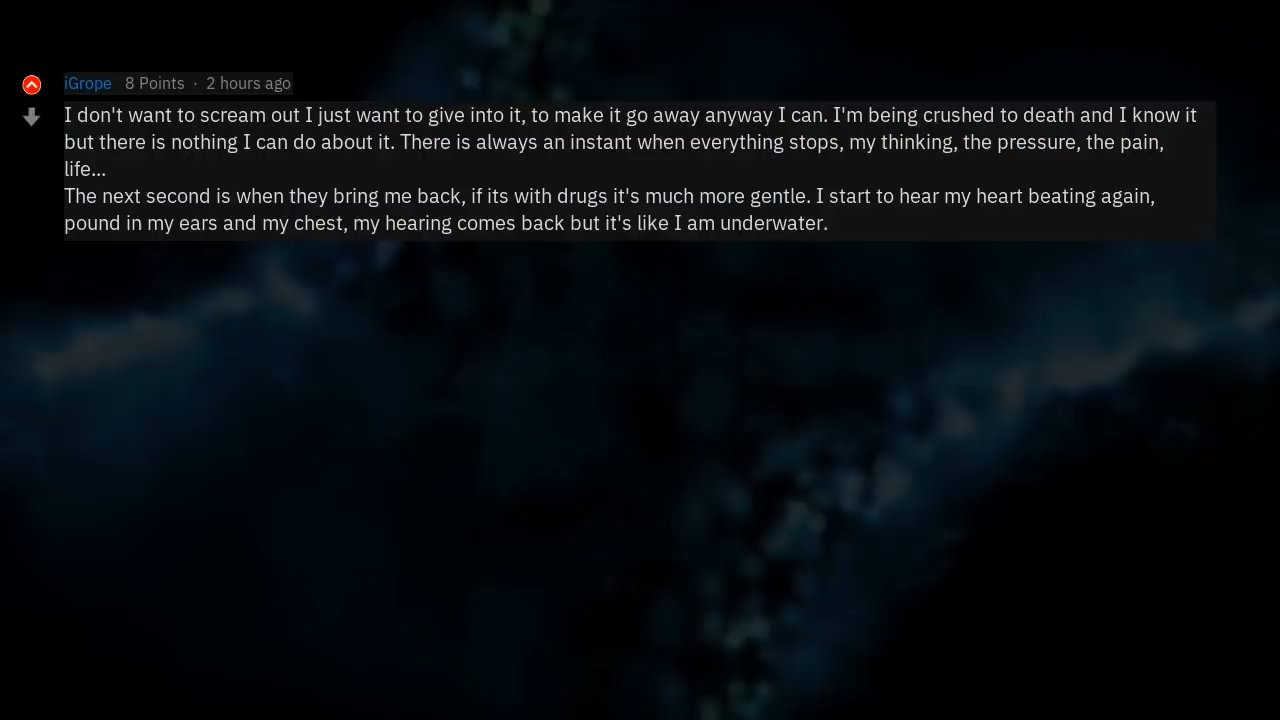 iGrope 8 Points · 2 hours ago
I don't want to scream out I just want to give into it, to make it go away anyway I can. I'm being crushed to death and I know it
but there is nothing I can do about it. There is always an instant when everything stops, my thinking, the pressure, the pain,
life...
The next second is when they bring me back, if its with drugs it's much more gentle. I start to hear my heart beating again,
pound in my ears and my chest, my hearing comes back but it's like I am underwater.